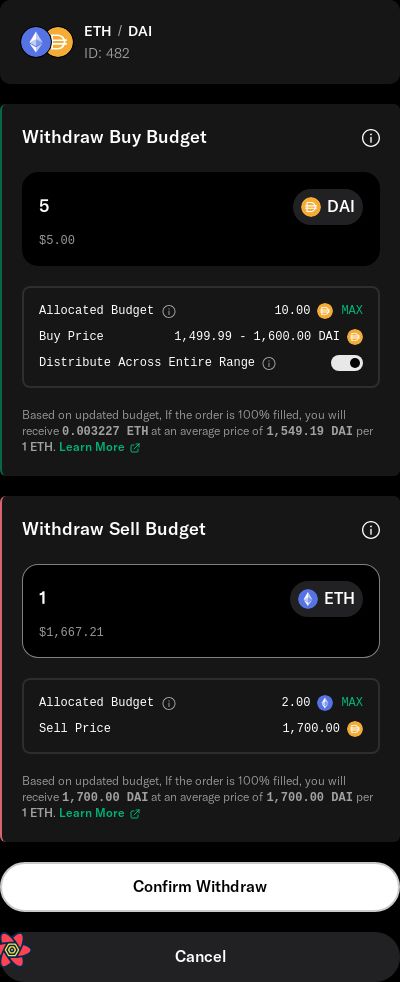 ETH / DAI
ID: 482
Withdraw Buy Budget
5
DAI
$5.00
Allocated Budget 10.00 MAX
Buy Price 1,499.99 - 1,600.00 DAI
Distribute Across Entire Range
Based on updated budget, If the order is 100% filled, you will
receive 0.003227 ETH at an average price of 1,549.19 DAI per
1 ETH. Learn More
Withdraw Sell Budget
1
ETH
$1,667.21
Allocated Budget 2.00 MAX
Sell Price 1,700.00
Based on updated budget, If the order is 100% filled, you will
receive 1,700.00 DAI at an average price of 1,700.00 DAI per
1 ETH. Learn More
Confirm Withdraw
Cancel